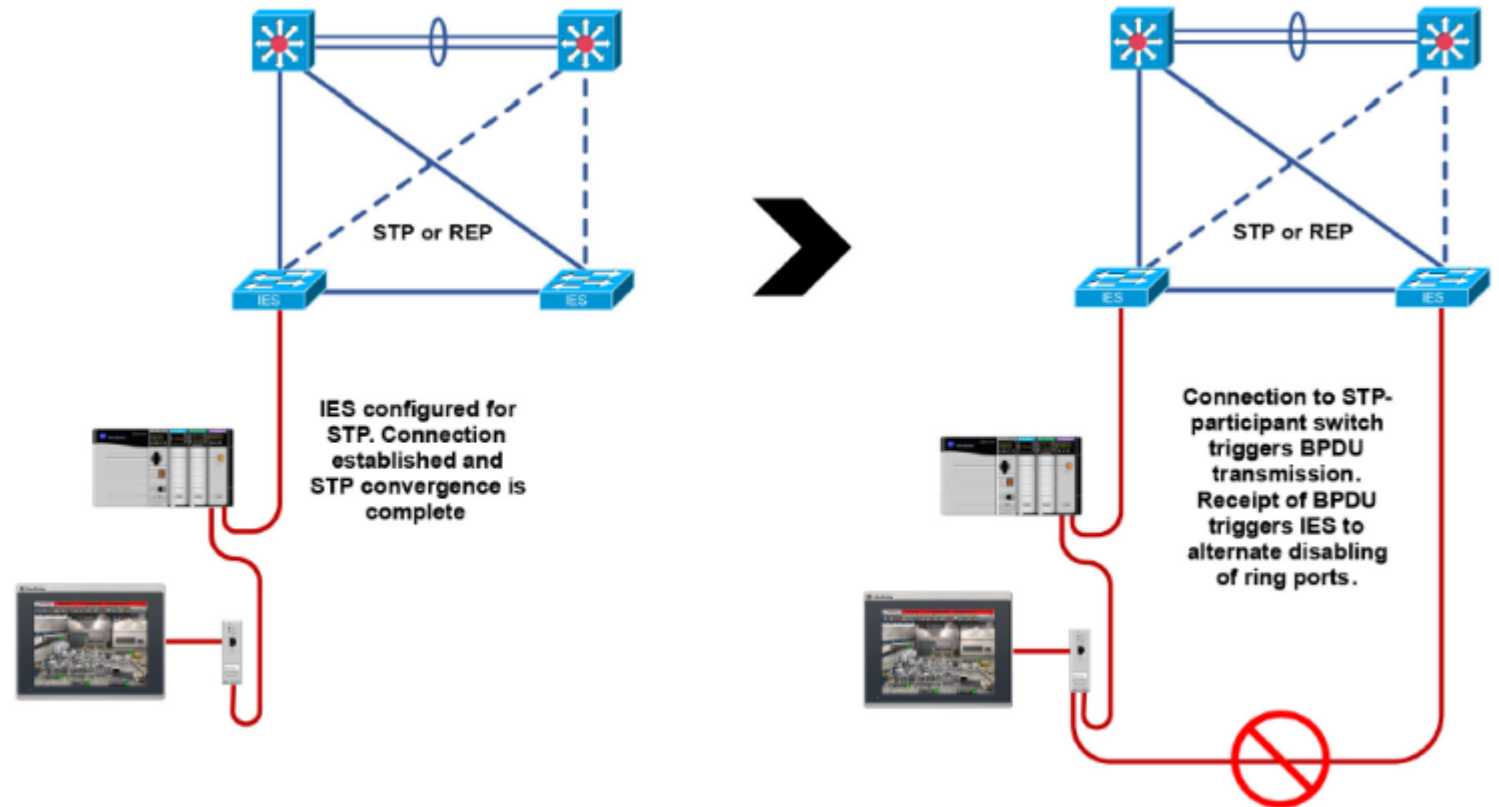 STP or REP
IES
IES
IES configured for
STP. Connection
established and
STP convergence is
complete
STP or REP
IES
IES
Connection to STP-
participant switch
triggers BPDU
transmission.
Receipt of BPDU
triggers IES to
alternate disabling
of ring ports.